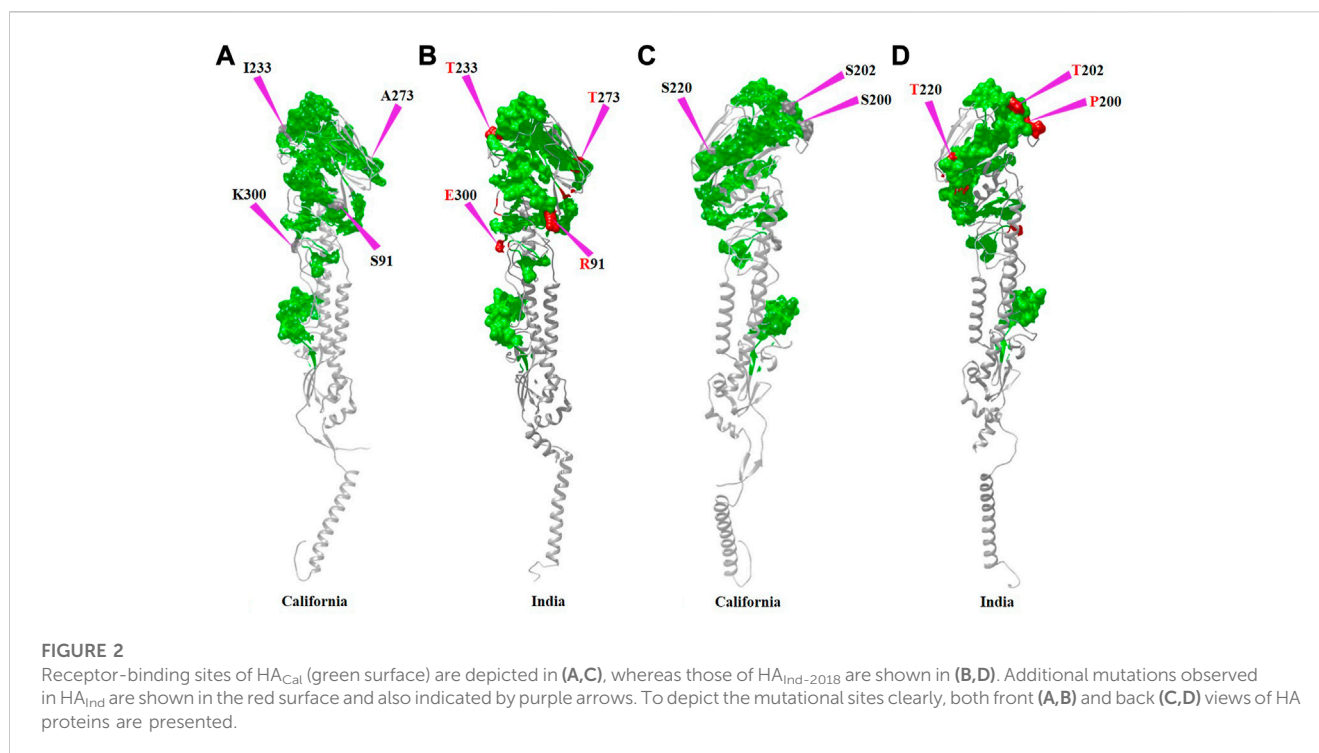 A
B
C
D
I233
A273
K300
S91
California
T233
T273
E300
R91
India
S220
S202
S200
California
T220
T202
P200
India
FIGURE 2
Receptor-binding sites of HACal (green surface) are depicted in (A,C), whereas those of HAInd-2018 are shown in (B,D). Additional mutations observed
in HAInd are shown in the red surface and also indicated by purple arrows. To depict the mutational sites clearly, both front (A,B) and back (C,D) views of HA
proteins are presented.